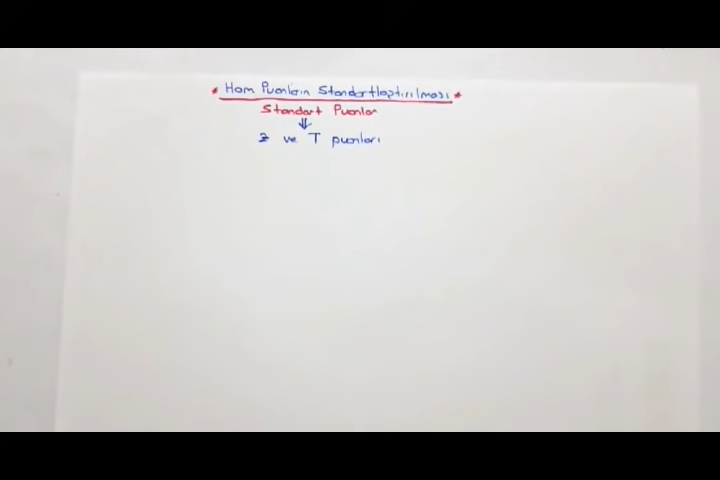 * Ham Puanların Standartlaştırılması *
Standart Puanlar
⇓
z ve T puanları